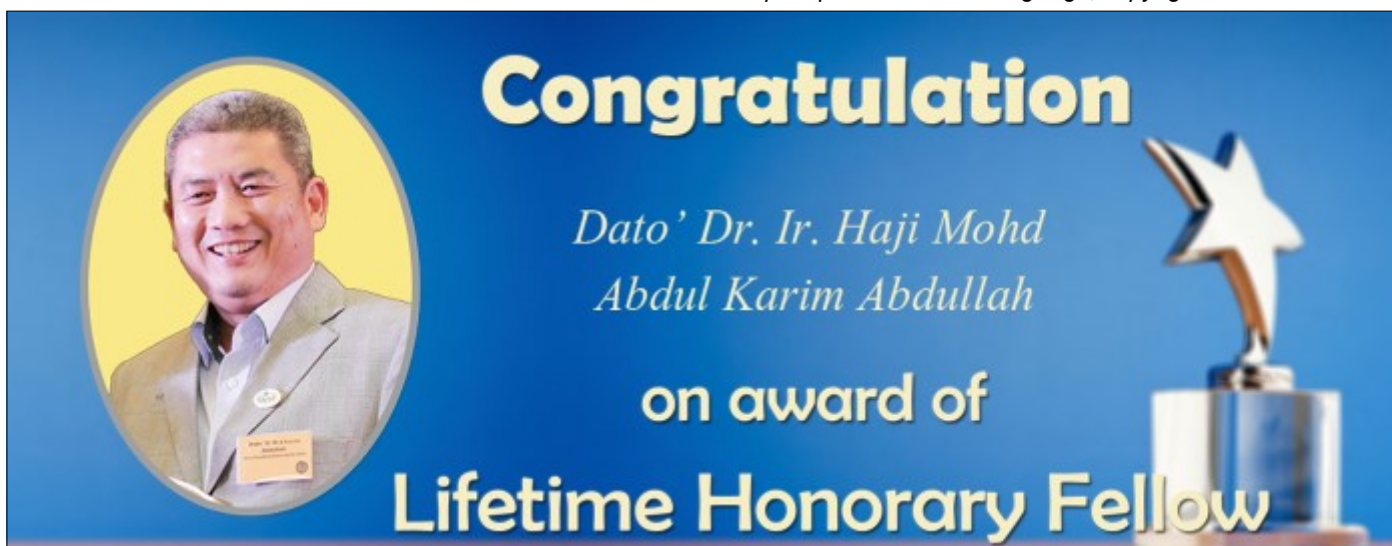 Congratulation
Dato’ Dr. Ir. Haji Mohd
Abdul Karim Abdullah
on award of
Lifetime Honorary Fellow